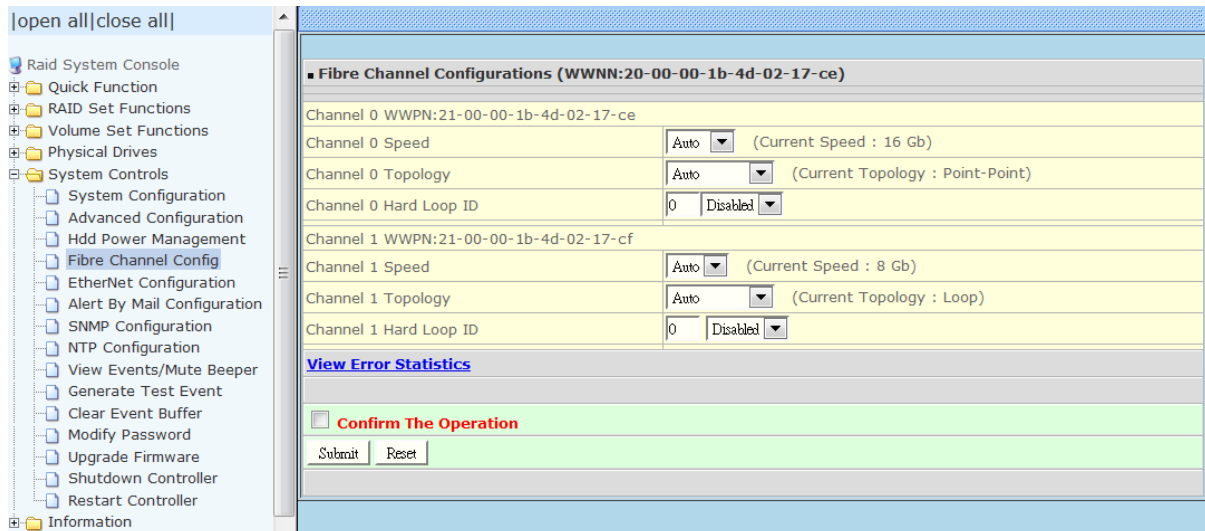 |open all|close all|
Raid System Console
Quick Function
RAID Set Functions
Volume Set Functions
Physical Drives
System Controls
System Configuration
Advanced Configuration
Hdd Power Management
Fibre Channel Config
EtherNet Configuration
Alert By Mail Configuration
SNMP Configuration
NTP Configuration
View Events/Mute Beeper
Generate Test Event
Clear Event Buffer
Modify Password
Upgrade Firmware
Shutdown Controller
Restart Controller
Information
Fibre Channel Configurations (WWNN:20-00-00-1b-4d-02-17-ce)
Channel 0 WWPN:21-00-00-1b-4d-02-17-ce
Channel 0 Speed Auto (Current Speed : 16 Gb)
Channel 0 Topology Auto (Current Topology : Point-Point)
Channel 0 Hard Loop ID 0 Disabled
Channel 1 WWPN:21-00-00-1b-4d-02-17-cf
Channel 1 Speed Auto (Current Speed : 8 Gb)
Channel 1 Topology Auto (Current Topology : Loop)
Channel 1 Hard Loop ID 0 Disabled
View Error Statistics
Confirm The Operation
Submit Reset